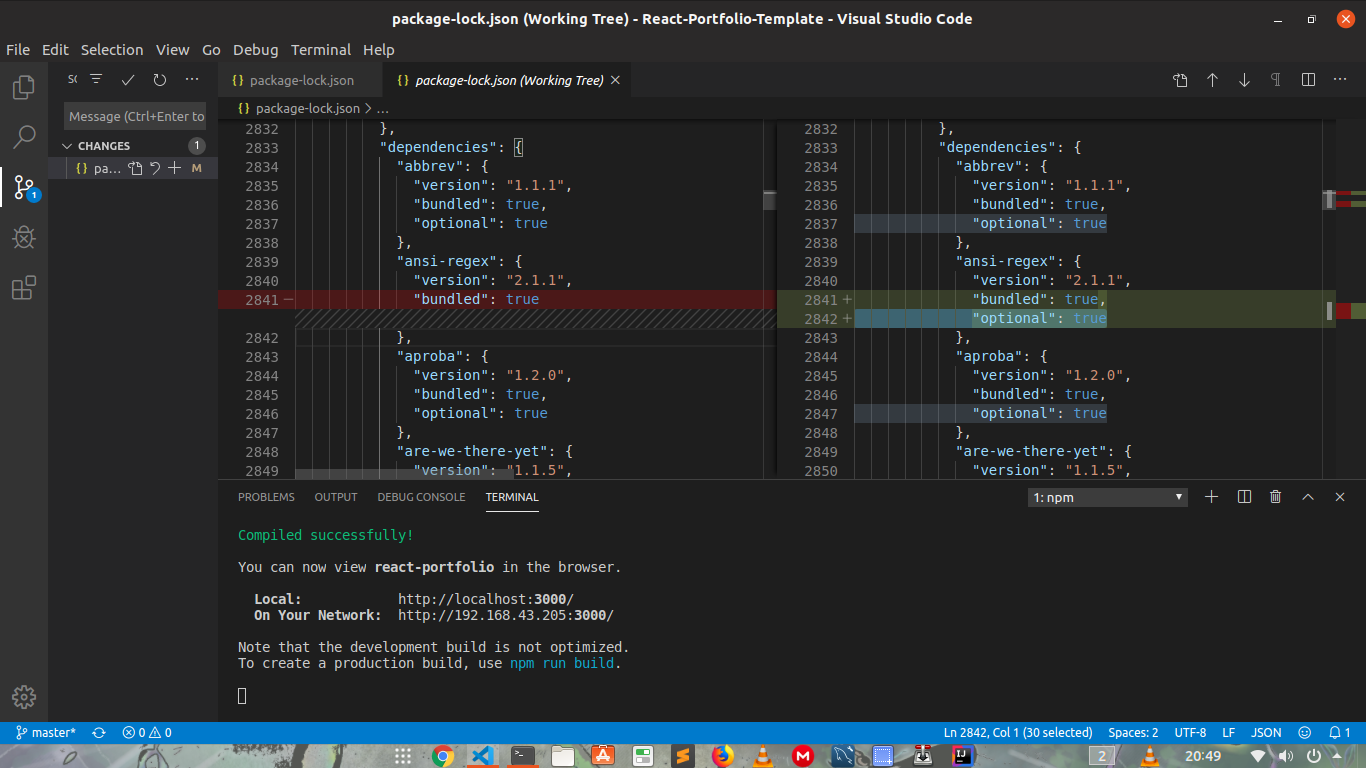 package-lock.json (Working Tree) - React-Portfolio-Template - Visual Studio Code
File Edit Selection View Go Debug Terminal Help
SC
package-lock.json
package-lock.json (Working Tree)
Message (Ctrl+Enter to
package-lock.json > ...
CHANGES 1
pa... M
1
2832 },
2833 "dependencies": {
2834 "abbrev": {
2835 "version": "1.1.1",
2836 "bundled": true,
2837 "optional": true
2838 },
2839 "ansi-regex": {
2840 "version": "2.1.1",
2841 - "bundled": true
2842 },
2843 "aproba": {
2844 "version": "1.2.0",
2845 "bundled": true,
2846 "optional": true
2847 },
2848 "are-we-there-yet": {
2849 "version": "1.1.5",
2832 },
2833 "dependencies": {
2834 "abbrev": {
2835 "version": "1.1.1",
2836 "bundled": true,
2837 "optional": true
2838 },
2839 "ansi-regex": {
2840 "version": "2.1.1",
2841 + "bundled": true,
2842 + "optional": true
2843 },
2844 "aproba": {
2845 "version": "1.2.0",
2846 "bundled": true,
2847 "optional": true
2848 },
2849 "are-we-there-yet": {
2850 "version": "1.1.5",
PROBLEMS OUTPUT DEBUG CONSOLE TERMINAL 1: npm
Compiled successfully!
You can now view react-portfolio in the browser.
Local: http://localhost:3000/
On Your Network: http://192.168.43.205:3000/
Note that the development build is not optimized.
To create a production build, use npm run build.
master* 0 0 Ln 2842, Col 1 (30 selected) Spaces: 2 UTF-8 LF JSON 1
2 20:49